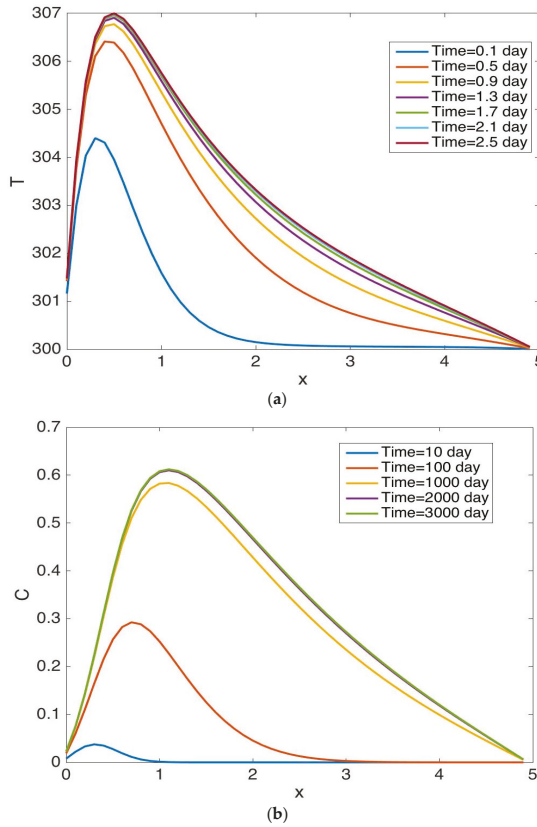 307
306
305
304
303
302
301
300
T
0
1
2
3
4
5
x
Time=0.1 day
Time=0.5 day
Time=0.9 day
Time=1.3 day
Time=1.7 day
Time=2.1 day
Time=2.5 day
(a)
0.7
0.6
0.5
0.4
0.3
0.2
0.1
0
C
0
1
2
3
4
5
x
Time=10 day
Time=100 day
Time=1000 day
Time=2000 day
Time=3000 day
(b)